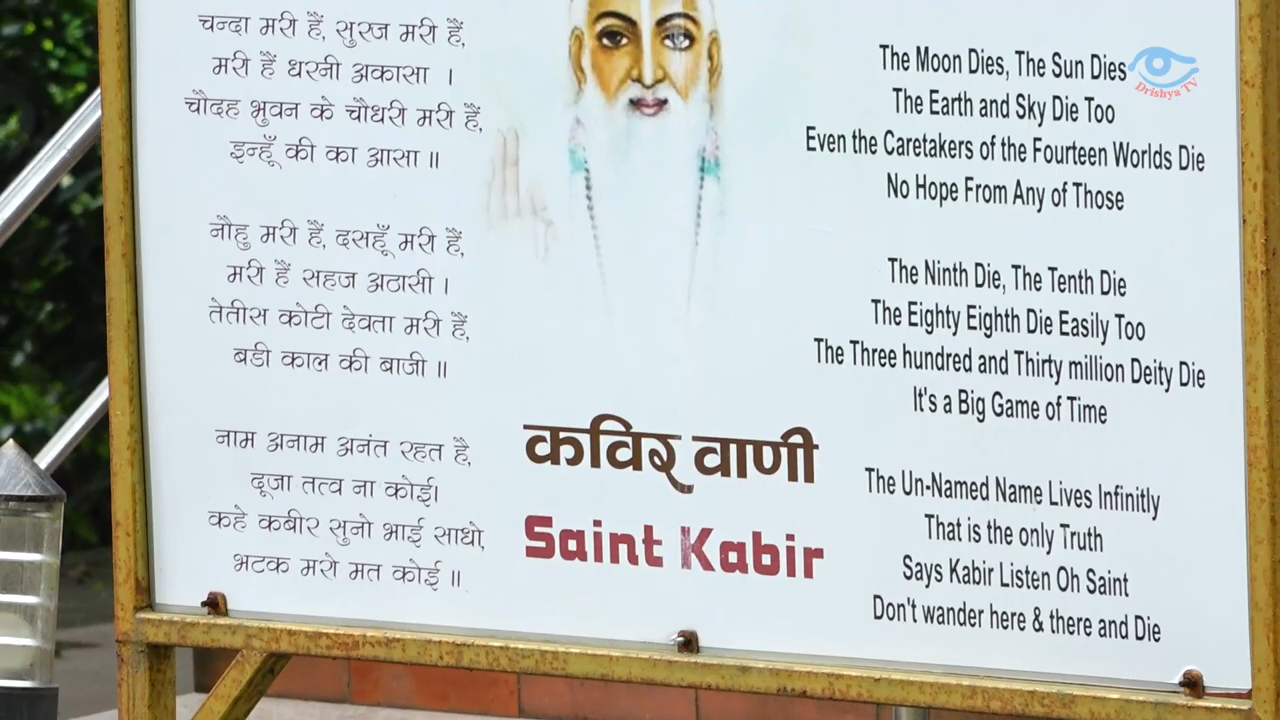 चन्दा मरी हैं, सुरज मरी हैं,
मरी हैं धरनी अकासा ।
चौदह भुवन के चौधरी मरी हैं,
इन्हूँ की का आसा ॥
नौहु मरी हैं, दसहूँ मरी हैं,
मरी हैं सहज अठासी ।
तेतीस कोटी देवता मरी हैं,
बडी काल की बाजी ॥
नाम अनाम अनंत रहत है,
दूजा तत्व ना कोई।
कहे कबीर सुनो भाई साधो,
भटक मरो मत कोई ॥
कविर वाणी
Saint Kabir
The Moon Dies, The Sun Dies
The Earth and Sky Die Too
Even the Caretakers of the Fourteen Worlds Die
No Hope From Any of Those
The Ninth Die, The Tenth Die
The Eighty Eighth Die Easily Too
The Three hundred and Thirty million Deity Die
It's a Big Game of Time
The Un-Named Name Lives Infinitly
That is the only Truth
Says Kabir Listen Oh Saint
Don't wander here & there and Die
Drishya TV